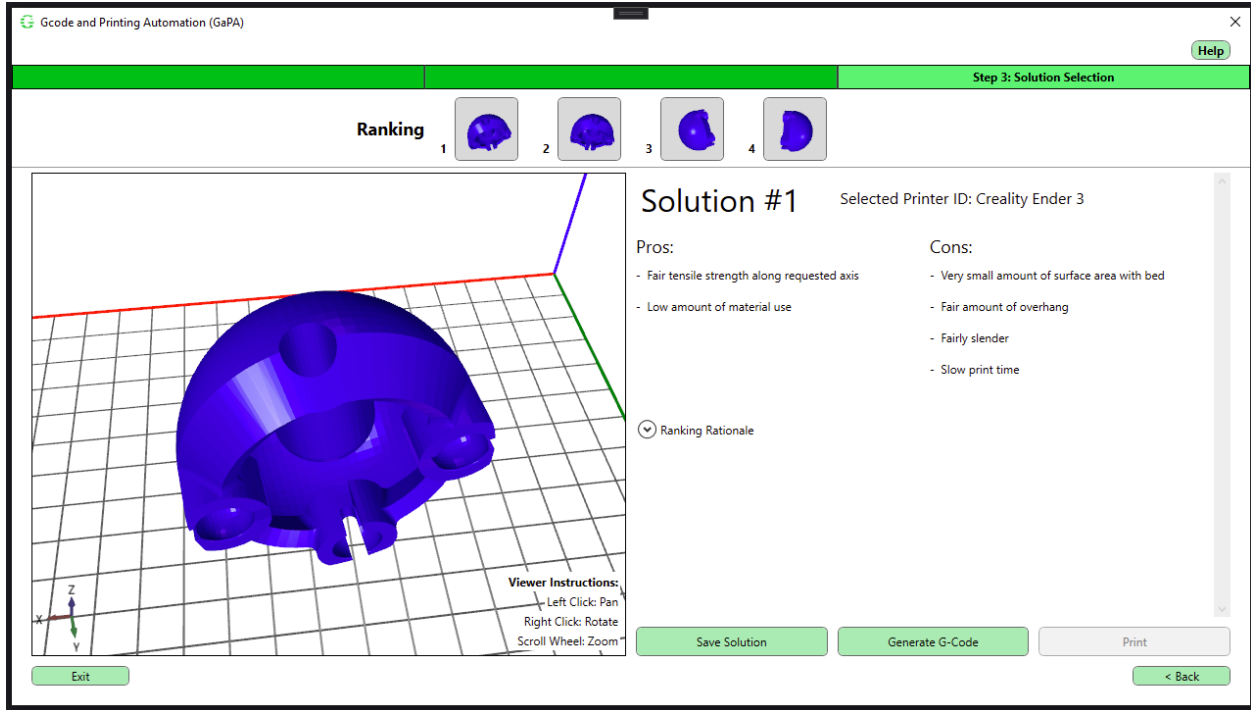 Gcode and Printing Automation (GaPA)
Help
Step 3: Solution Selection
Ranking
1
2
3
4
Solution #1
Selected Printer ID: Creality Ender 3
Pros:
Cons:
- Fair tensile strength along requested axis
- Very small amount of surface area with bed
- Low amount of material use
- Fair amount of overhang
- Fairly slender
- Slow print time
Ranking Rationale
Viewer Instructions:
Left Click: Pan
Right Click: Rotate
Scroll Wheel: Zoom
Z
X
Y
Save Solution
Generate G-Code
Print
Exit
< Back